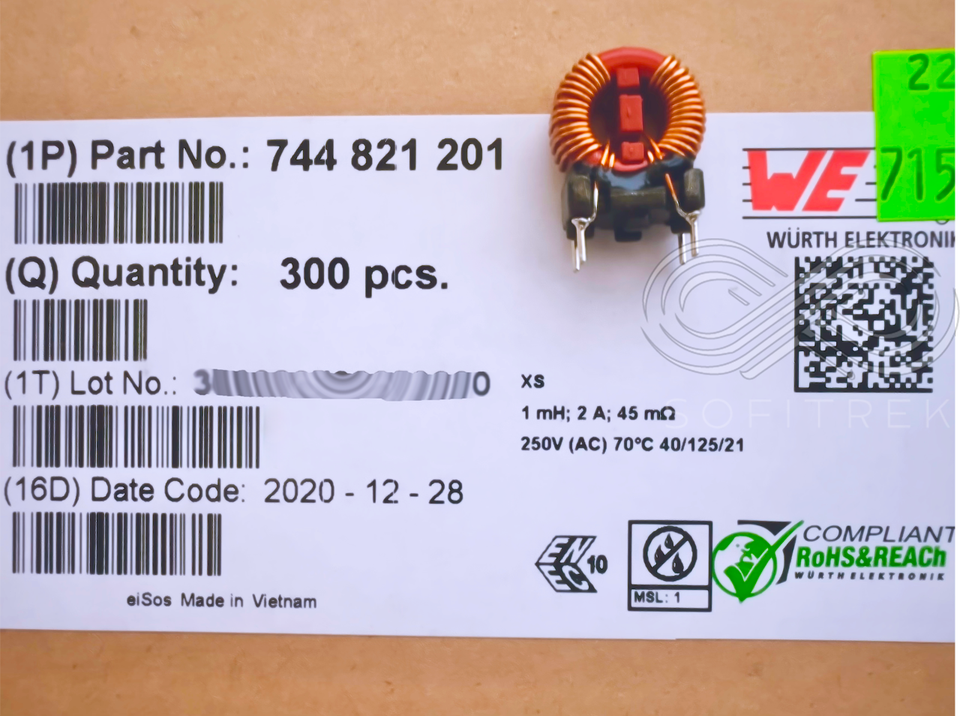 (1P) Part No.: 744 821 201
(Q) Quantity: 300 pcs.
(1T) Lot No.: 3 0
(16D) Date Code: 2020 - 12 - 28
eiSos Made in Vietnam
22
WE
715
WÜRTH ELEKTRONIK
SOFITREK
XS
1 mH; 2 A; 45 mΩ
250V (AC) 70°C 40/125/21
ENEC 10
MSL: 1
COMPLIANT
RoHS&REACh
WÜRTH ELEKTRONIK